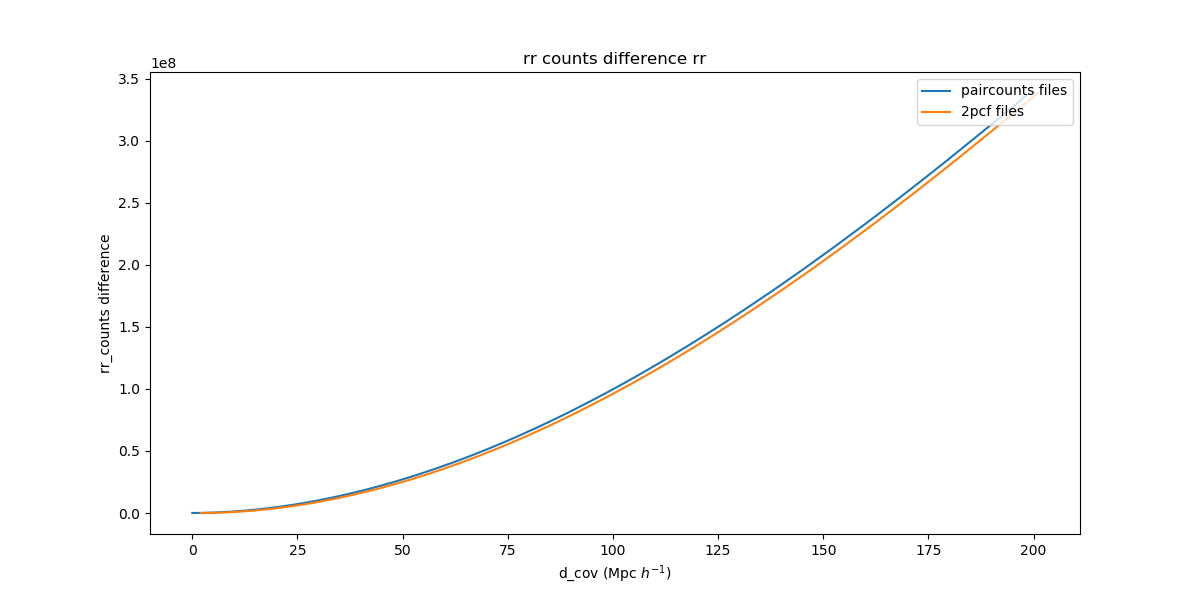 rr counts difference rr
1e8
3.5
3.0
2.5
2.0
1.5
1.0
0.5
0.0
rr_counts difference
paircounts files
2pcf files
0 25 50 75 100 125 150 175 200
d_cov (Mpc h⁻¹)